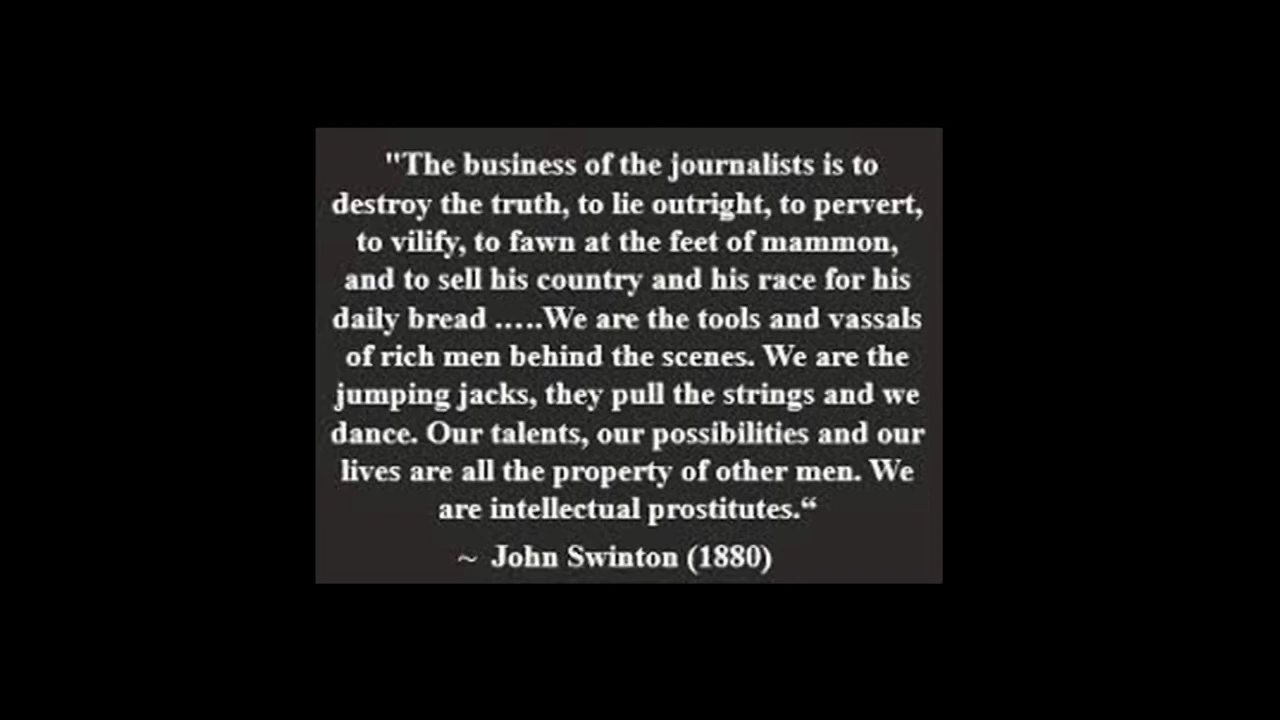 "The business of the journalists is to
destroy the truth, to lie outright, to pervert,
to vilify, to fawn at the feet of mammon,
and to sell his country and his race for his
daily bread .....We are the tools and vassals
of rich men behind the scenes. We are the
jumping jacks, they pull the strings and we
dance. Our talents, our possibilities and our
lives are all the property of other men. We
are intellectual prostitutes.“
~ John Swinton (1880)